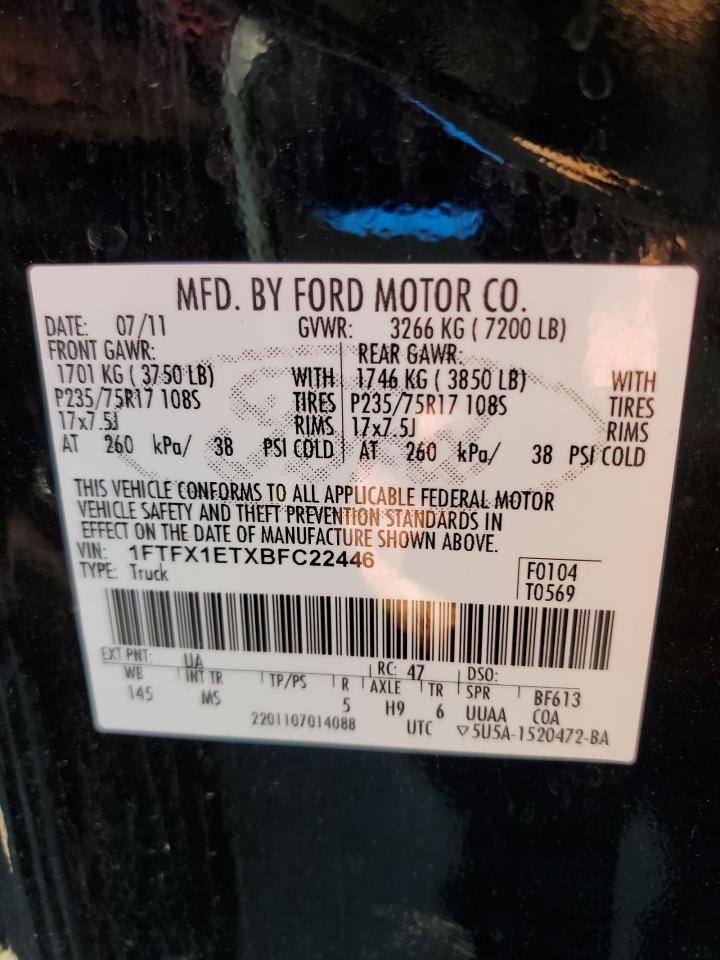 MFD. BY FORD MOTOR CO.
DATE: 07/11 GVWR: 3266 KG ( 7200 LB)
FRONT GAWR: REAR GAWR:
1701 KG ( 3750 LB) WITH 1746 KG ( 3850 LB) WITH
P235/75R17 108S TIRES P235/75R17 108S TIRES
17x7.5J RIMS 17x7.5J RIMS
AT 260 kPa/ 38 PSI COLD AT 260 kPa/ 38 PSI COLD
THIS VEHICLE CONFORMS TO ALL APPLICABLE FEDERAL MOTOR
VEHICLE SAFETY AND THEFT PREVENTION STANDARDS IN
EFFECT ON THE DATE OF MANUFACTURE SHOWN ABOVE.
VIN: 1FTFX1ETXBFC22446
TYPE: Truck
F0104
T0569
EXT PNT: UA RC: 47 DSO:
WB INT TR TP/PS R AXLE TR SPR BF613
145 MS 5 H9 6 UUAA COA
2201107014088 UTC ▽5U5A-1520472-BA